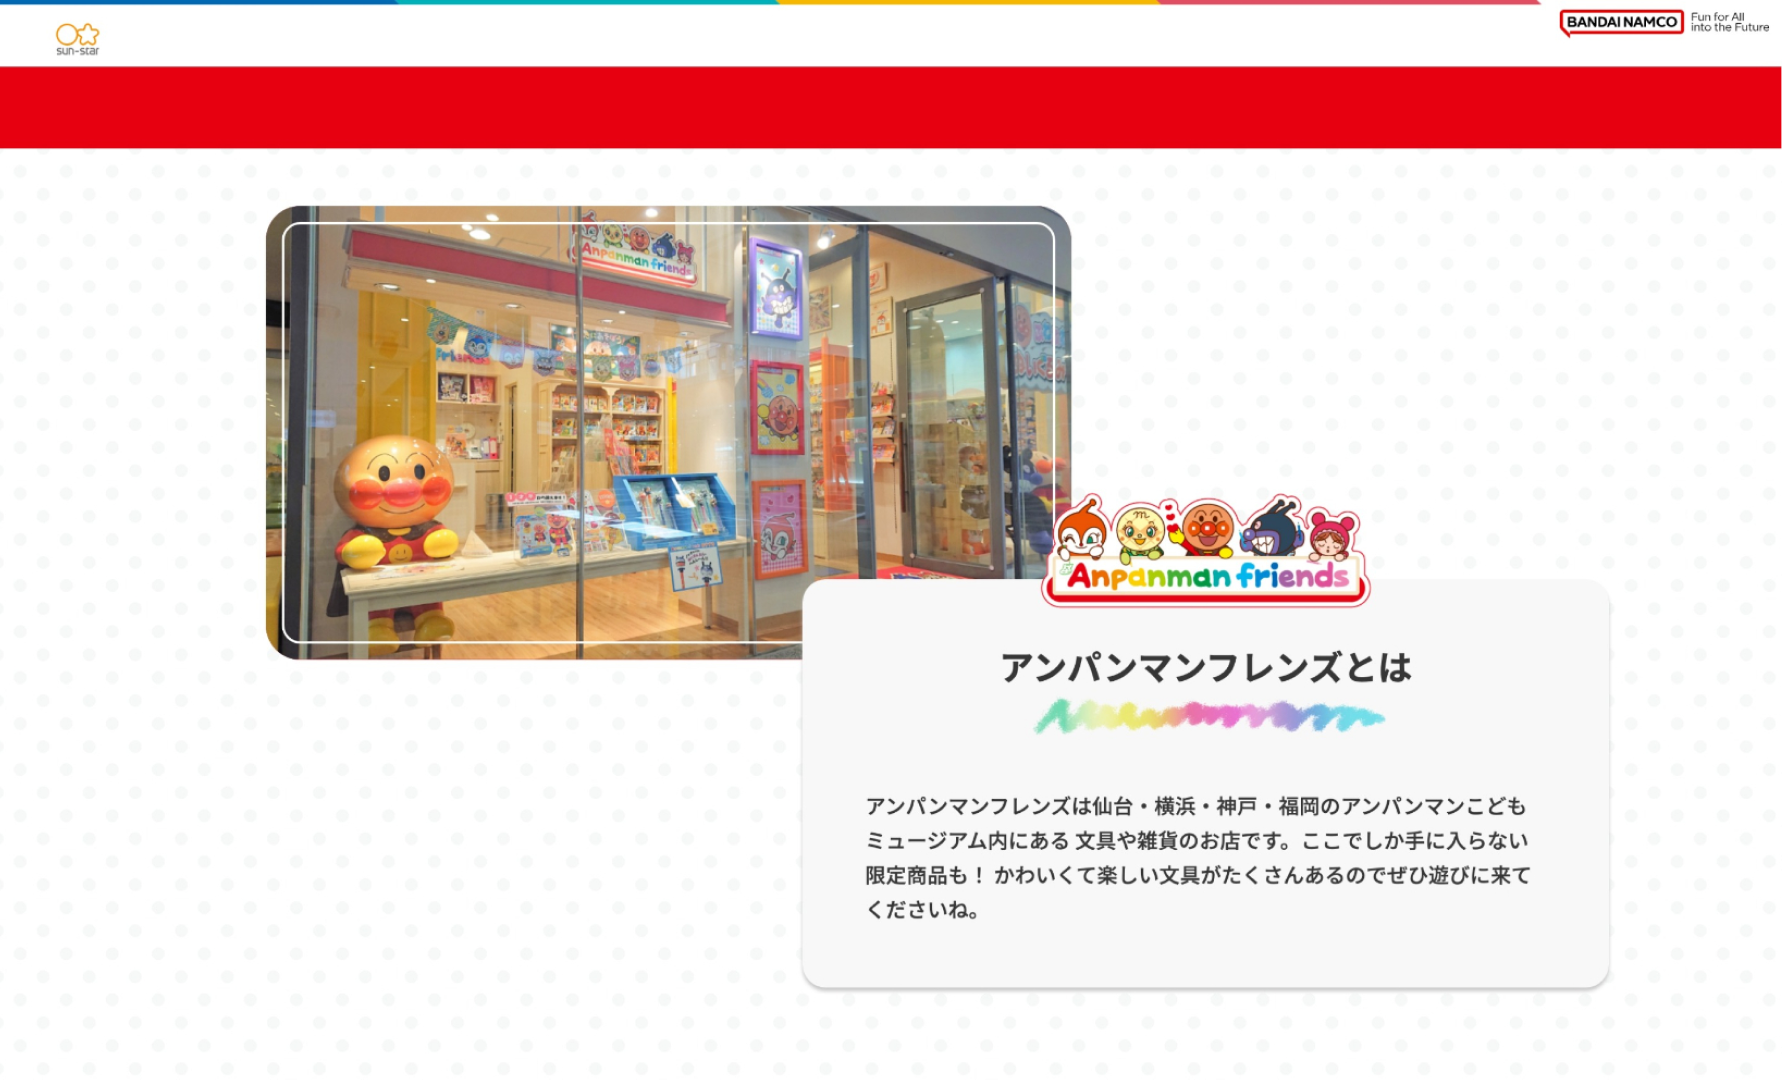 sun-star
BANDAI NAMCO
Fun for All
into the Future
Anpanman friends
Anpanman friends
アンパンマンフレンズとは
アンパンマンフレンズは仙台・横浜・神戸・福岡のアンパンマンこども
ミュージアム内にある 文具や雑貨のお店です。ここでしか手に入らない
限定商品も！ かわいくて楽しい文具がたくさんあるのでぜひ遊びに来て
くださいね。